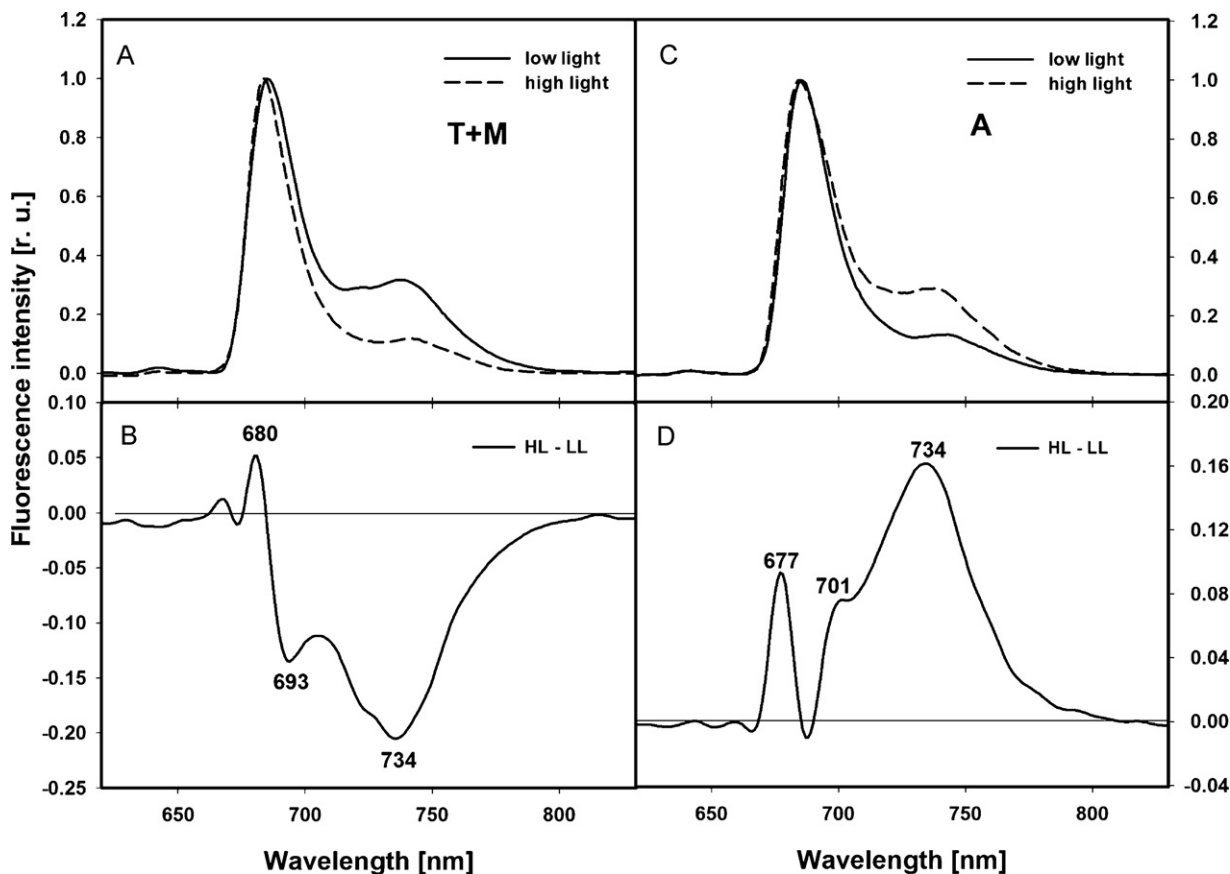 Fluorescence intensity [r. u.]
A
low light
high light
T+M
1.2
1.0
0.8
0.6
0.4
0.2
0.0
C
low light
high light
A
1.2
1.0
0.8
0.6
0.4
0.2
0.0
B
680
HL - LL
693
734
0.10
0.05
0.00
-0.05
-0.10
-0.15
-0.20
-0.25
650 700 750 800
Wavelength [nm]
D
677
701
734
HL - LL
0.20
0.16
0.12
0.08
0.04
0.00
-0.04
650 700 750 800
Wavelength [nm]